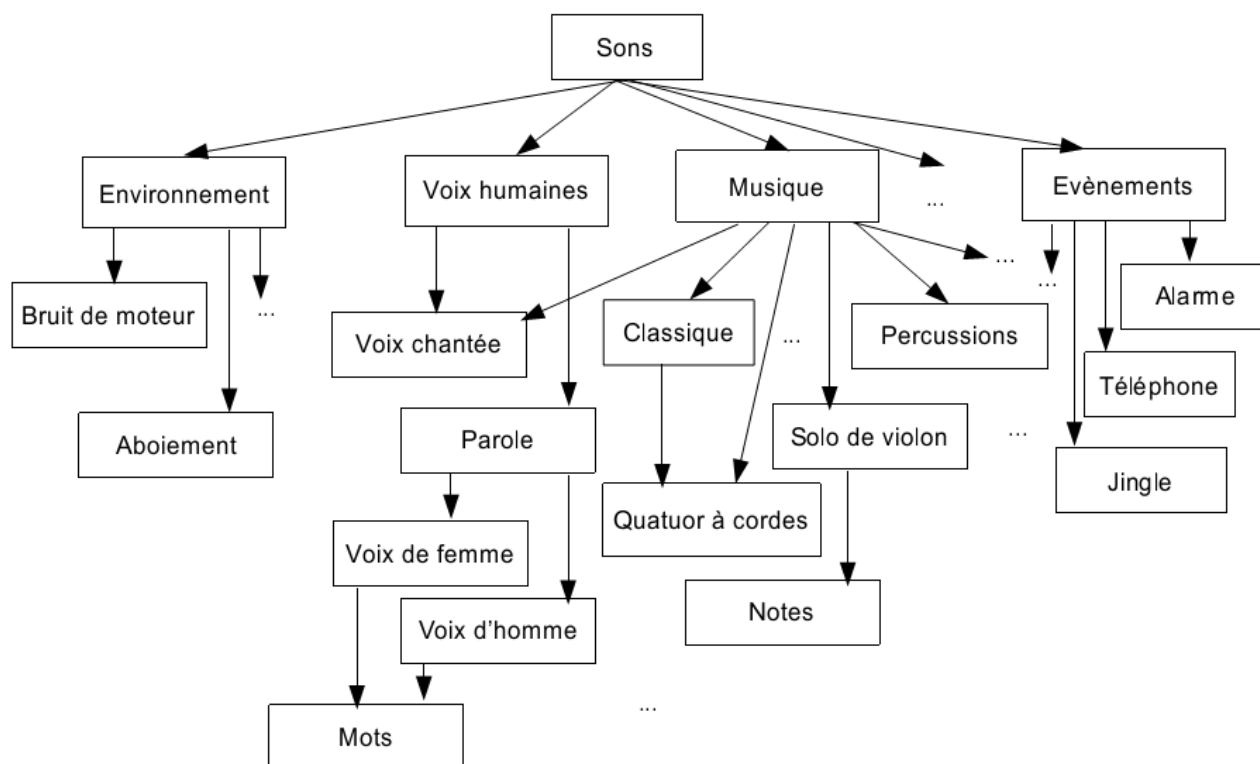 Sons
Environnement
Voix humaines
Musique
...
Evènements
Bruit de moteur
...
Voix chantée
Classique
...
Percussions
...
...
Alarme
Aboiement
Parole
Solo de violon
...
Téléphone
Quatuor à cordes
Jingle
Voix de femme
Notes
Voix d'homme
...
Mots